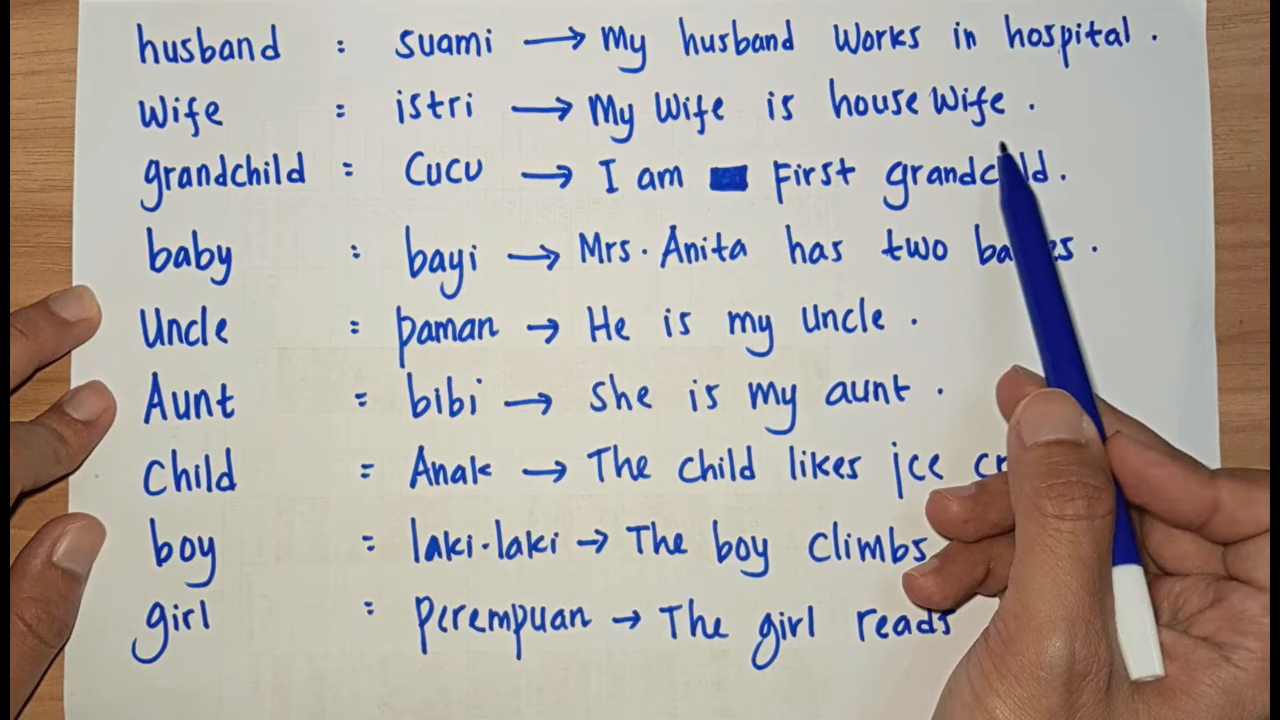 husband : suami → My husband works in hospital.
Wife : istri → My Wife is house Wife.
grandchild : Cucu → I am First grandchild.
baby : bayi → Mrs. Anita has two babies.
Uncle : paman → He is my uncle.
Aunt : bibi → She is my aunt.
Child : Anak → The child likes ice
boy : laki-laki → The boy climbs
girl : perempuan → The girl reads